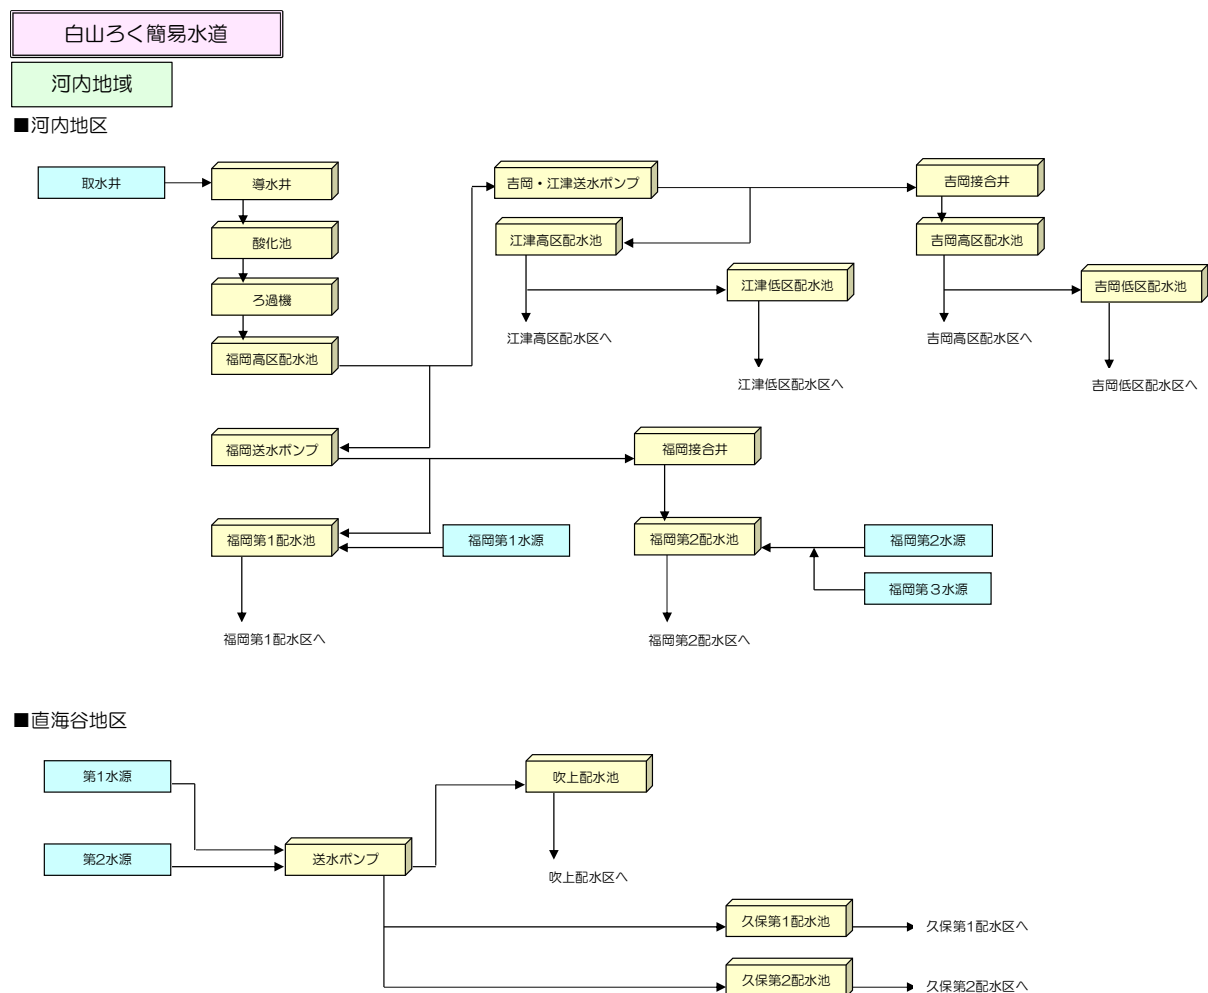 白山ろく簡易水道
河内地域
■河内地区
取水井
導水井
吉岡・江津送水ポンプ
吉岡接合井
酸化池
江津高区配水池
吉岡高区配水池
ろ過機
江津低区配水池
吉岡低区配水池
福岡高区配水池
江津高区配水区へ
吉岡高区配水区へ
江津低区配水区へ
吉岡低区配水区へ
福岡送水ポンプ
福岡接合井
福岡第1配水池
福岡第1水源
福岡第2配水池
福岡第2水源
福岡第３水源
福岡第1配水区へ
福岡第2配水区へ
■直海谷地区
第1水源
吹上配水池
第2水源
送水ポンプ
吹上配水区へ
久保第1配水池
久保第1配水区へ
久保第2配水池
久保第2配水区へ